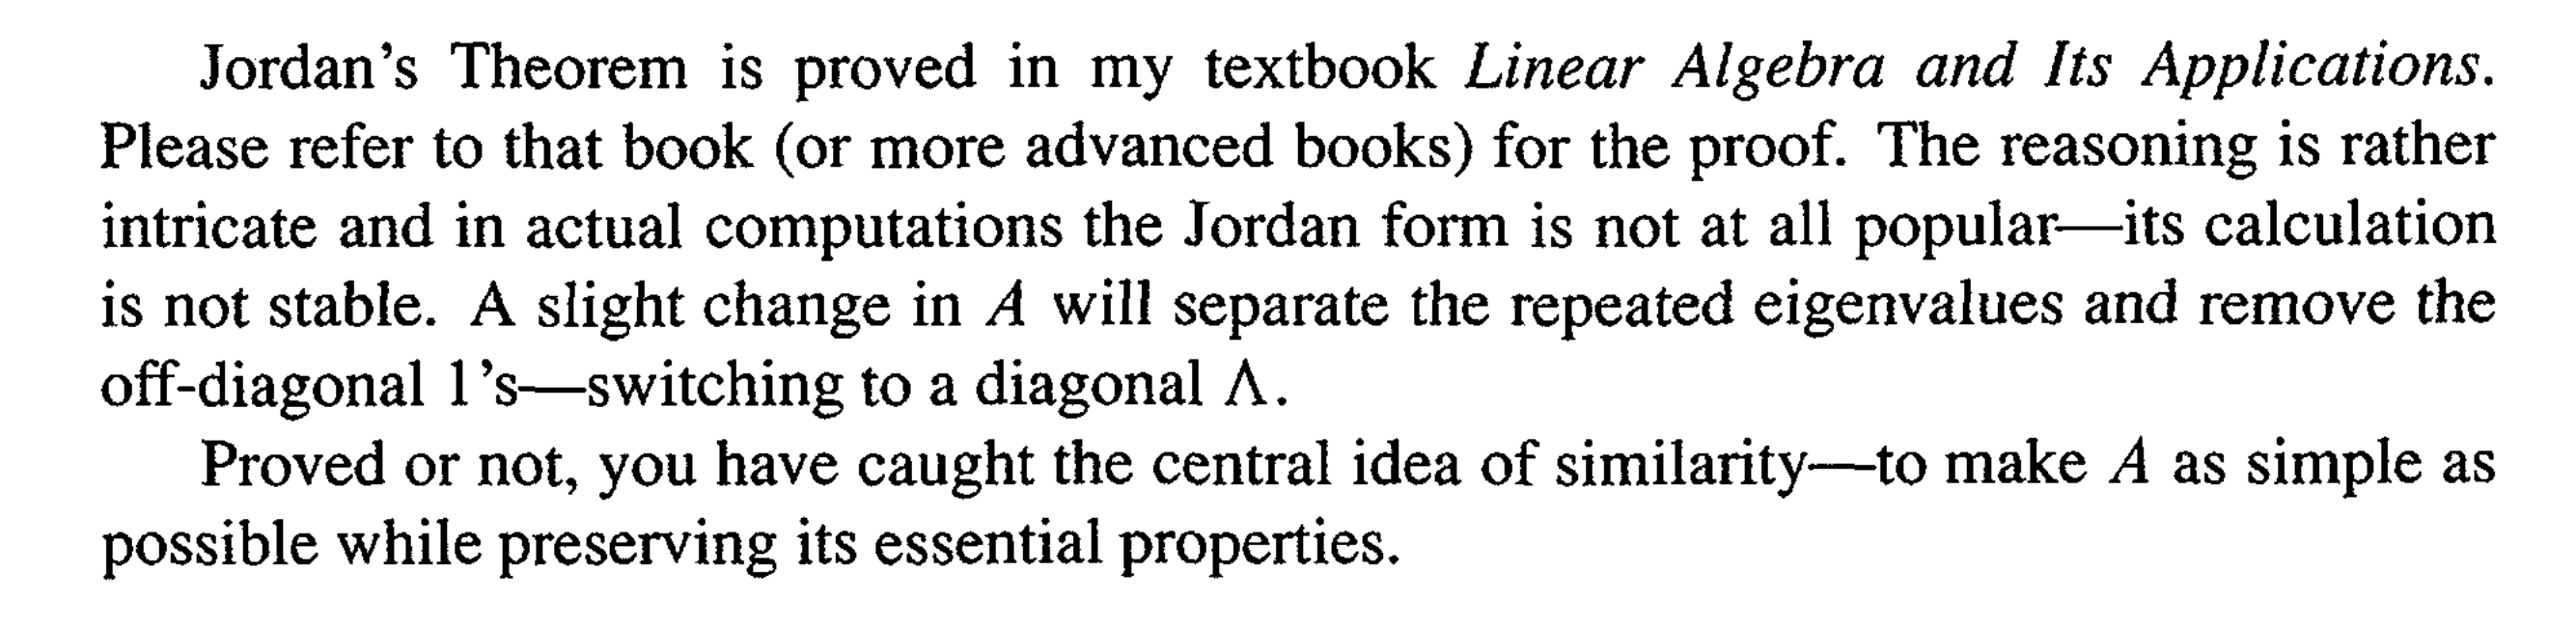 Jordan's Theorem is proved in my textbook Linear Algebra and Its Applications.
Please refer to that book (or more advanced books) for the proof. The reasoning is rather
intricate and in actual computations the Jordan form is not at all popular—its calculation
is not stable. A slight change in A will separate the repeated eigenvalues and remove the
off-diagonal 1's—switching to a diagonal Λ.
Proved or not, you have caught the central idea of similarity—to make A as simple as
possible while preserving its essential properties.